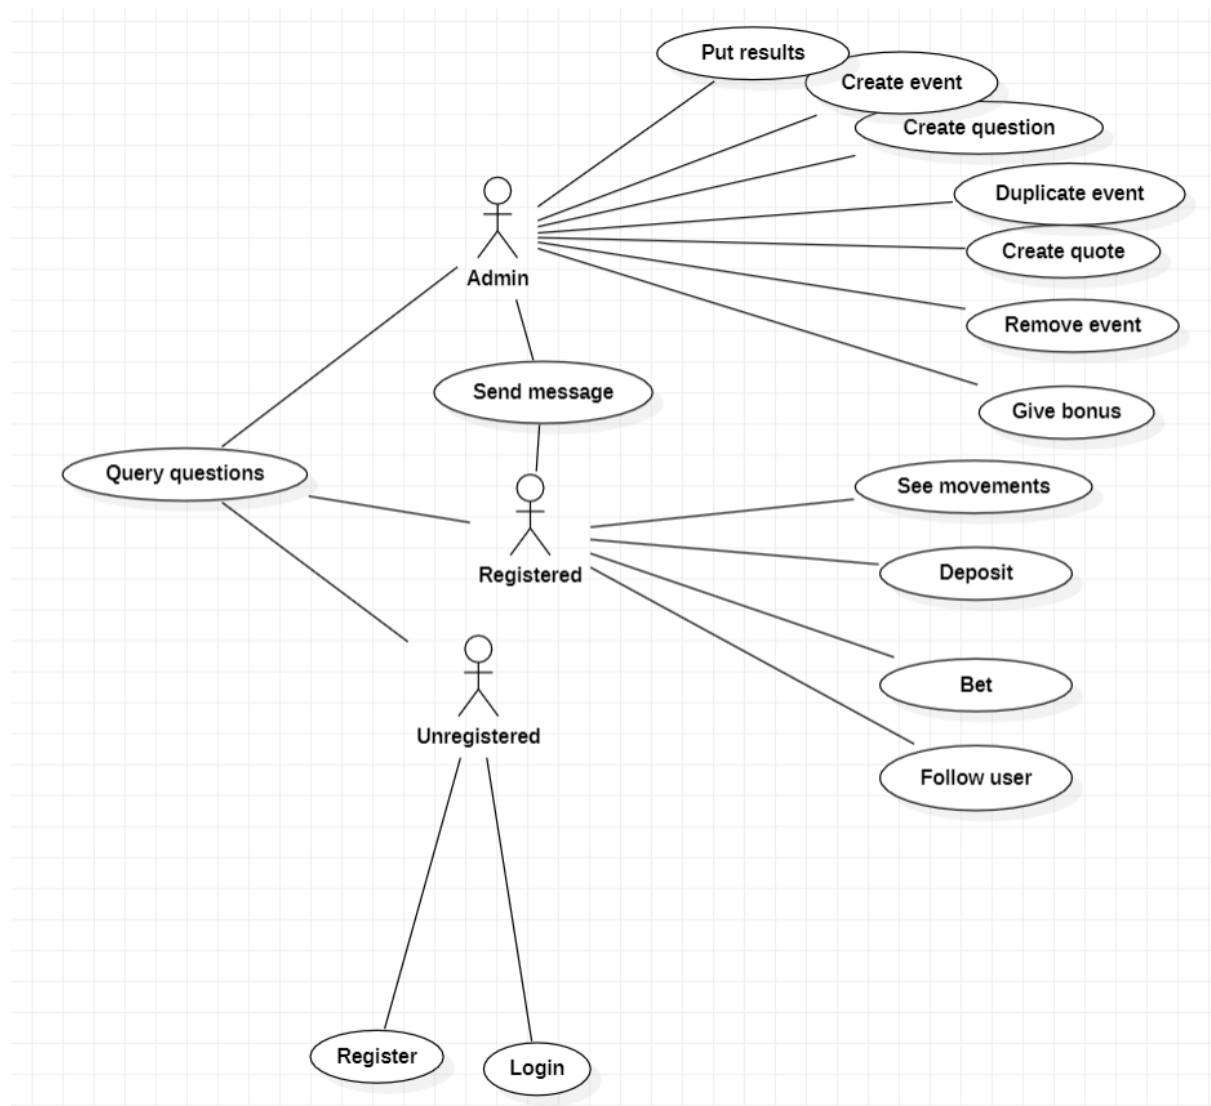 Put results
Create event
Create question
Duplicate event
Create quote
Admin
Remove event
Send message
Give bonus
Query questions
See movements
Registered
Deposit
Bet
Unregistered
Follow user
Register
Login